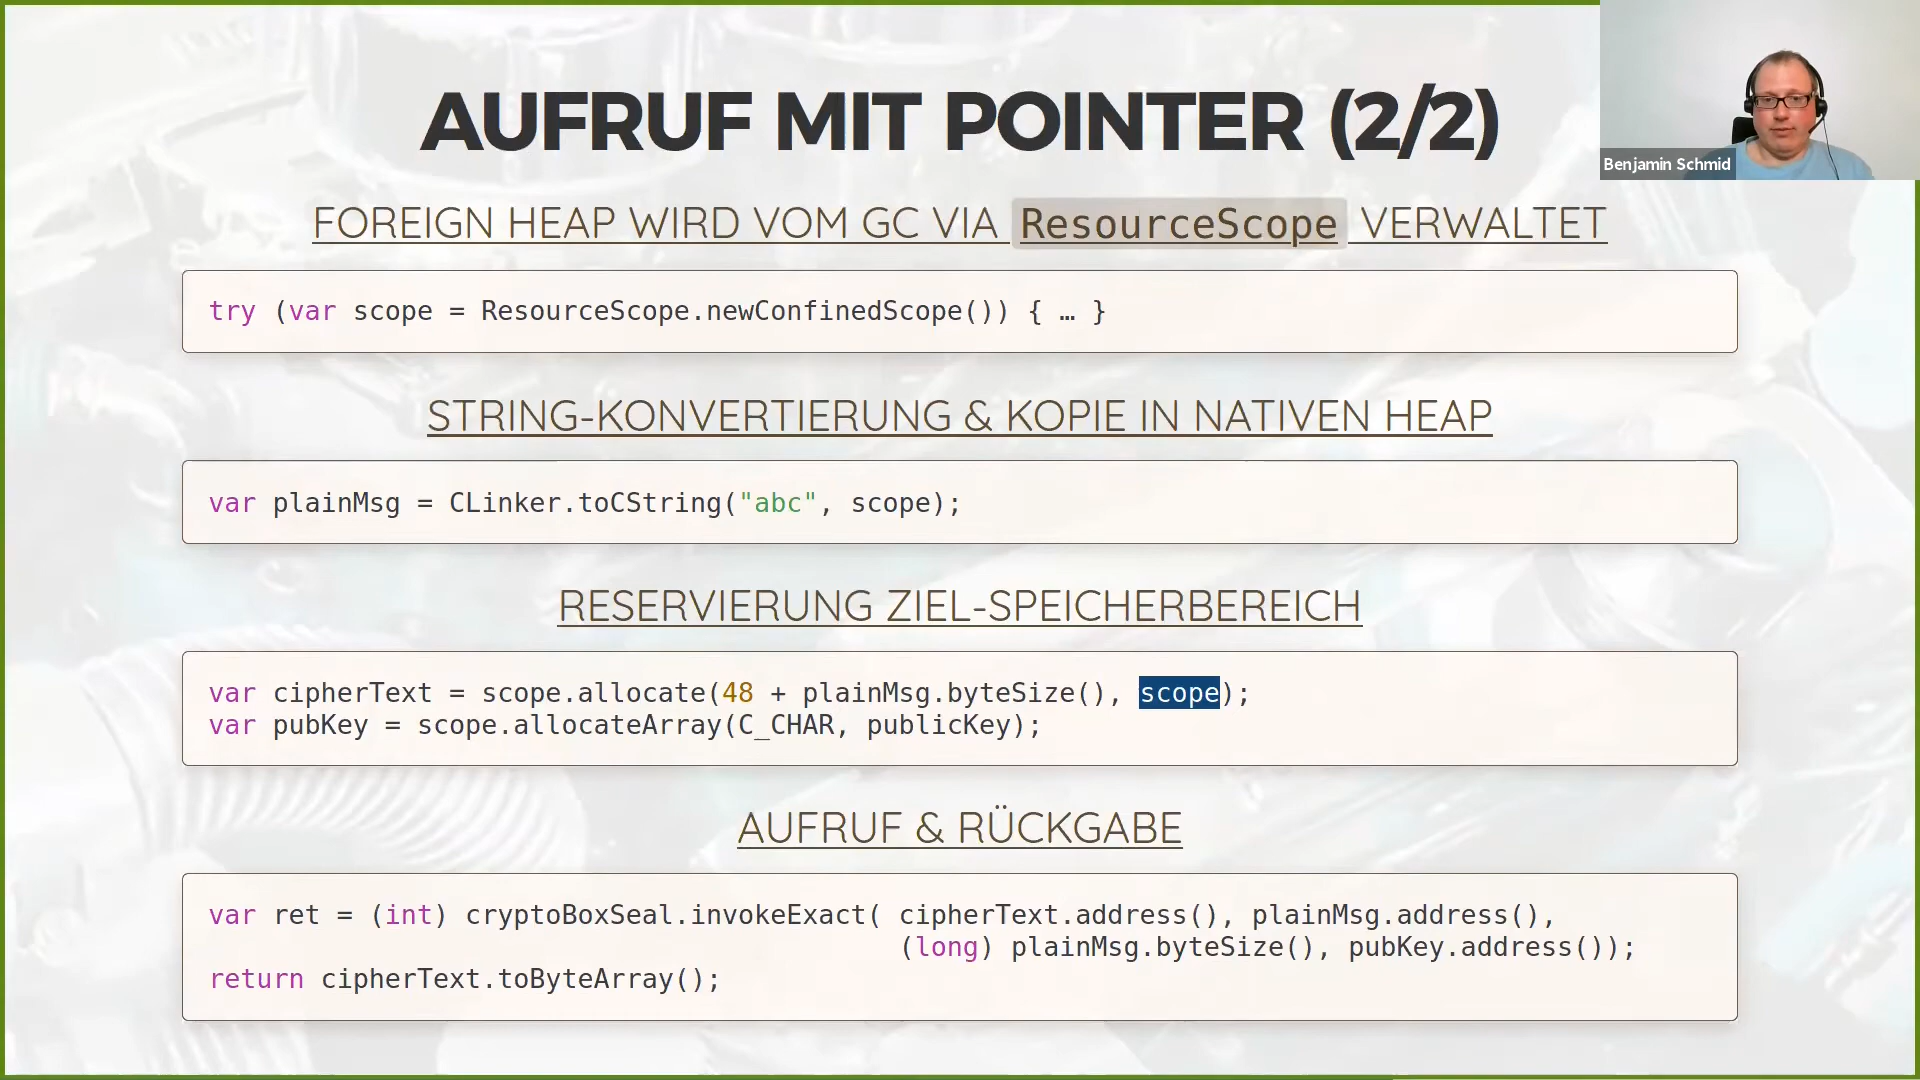 AUFRUF MIT POINTER (2/2)
Benjamin Schmid
FOREIGN HEAP WIRD VOM GC VIA ResourceScope VERWALTET
try (var scope = ResourceScope.newConfinedScope()) { … }
STRING-KONVERTIERUNG & KOPIE IN NATIVEN HEAP
var plainMsg = CLinker.toCString("abc", scope);
RESERVIERUNG ZIEL-SPEICHERBEREICH
var cipherText = scope.allocate(48 + plainMsg.byteSize(), scope);
var pubKey = scope.allocateArray(C_CHAR, publicKey);
AUFRUF & RÜCKGABE
var ret = (int) cryptoBoxSeal.invokeExact( cipherText.address(), plainMsg.address(),
(long) plainMsg.byteSize(), pubKey.address());
return cipherText.toByteArray();